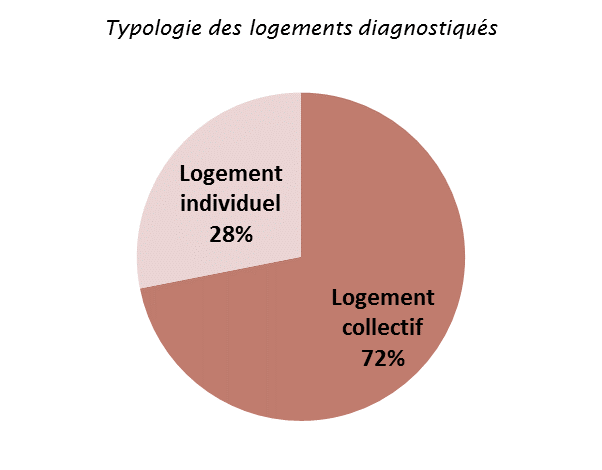 Typologie des logements diagnostiqués
Logement
individuel
28%
Logement
collectif
72%